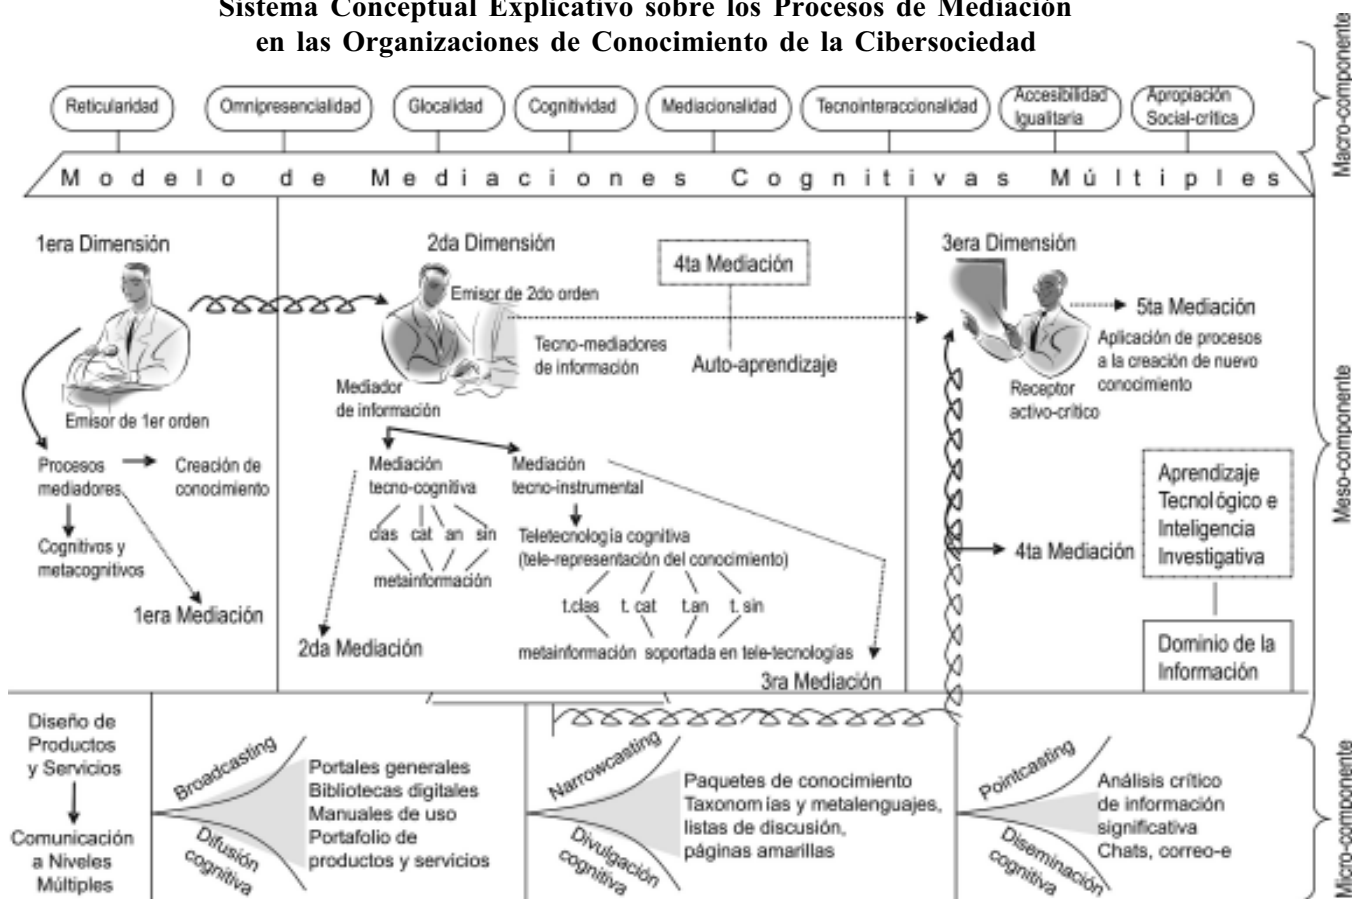 Sistema Conceptual Explicativo sobre los Procesos de Mediación
en las Organizaciones de Conocimiento de la Cibersociedad
Reticularidad
Omnipresencialidad
Glocalidad
Cognitividad
Mediacionalidad
Tecnointeraccionalidad
Accesibilidad
Igualitaria
Apropiación
Social-crítica
Macro-componente
Modelo de Mediaciones Cognitivas Múltiples
1era Dimensión
Emisor de 1er orden
Procesos
mediadores
Creación de
conocimiento
Cognitivos y
metacognitivos
1era Mediación
2da Dimensión
Emisor de 2do orden
4ta Mediación
Tecno-mediadores
de información
Auto-aprendizaje
Mediador
de información
Mediación
tecno-cognitiva
clas cat an sin
metainformación
2da Mediación
Mediación
tecno-instrumental
Teletecnología cognitiva
(tele-representación del conocimiento)
t.clas t. cat t.an t. sin
metainformación soportada en tele-tecnologías
3ra Mediación
3era Dimensión
5ta Mediación
Aplicación de procesos
a la creación de nuevo
conocimiento
Receptor
activo-crítico
4ta Mediación
Aprendizaje
Tecnológico e
Inteligencia
Investigativa
Dominio de la
Información
Meso-componente
Diseño de
Productos
y Servicios
Comunicación
a Niveles
Múltiples
Broadcasting
Difusión
cognitiva
Portales generales
Bibliotecas digitales
Manuales de uso
Portafolio de
productos y servicios
Narrowcasting
Divulgación
cognitiva
Paquetes de conocimiento
Taxonomías y metalenguajes,
listas de discusión,
páginas amarillas
Pointcasting
Diseminación
cognitiva
Análisis crítico
de información
significativa
Chats, correo-e
Micro-componente